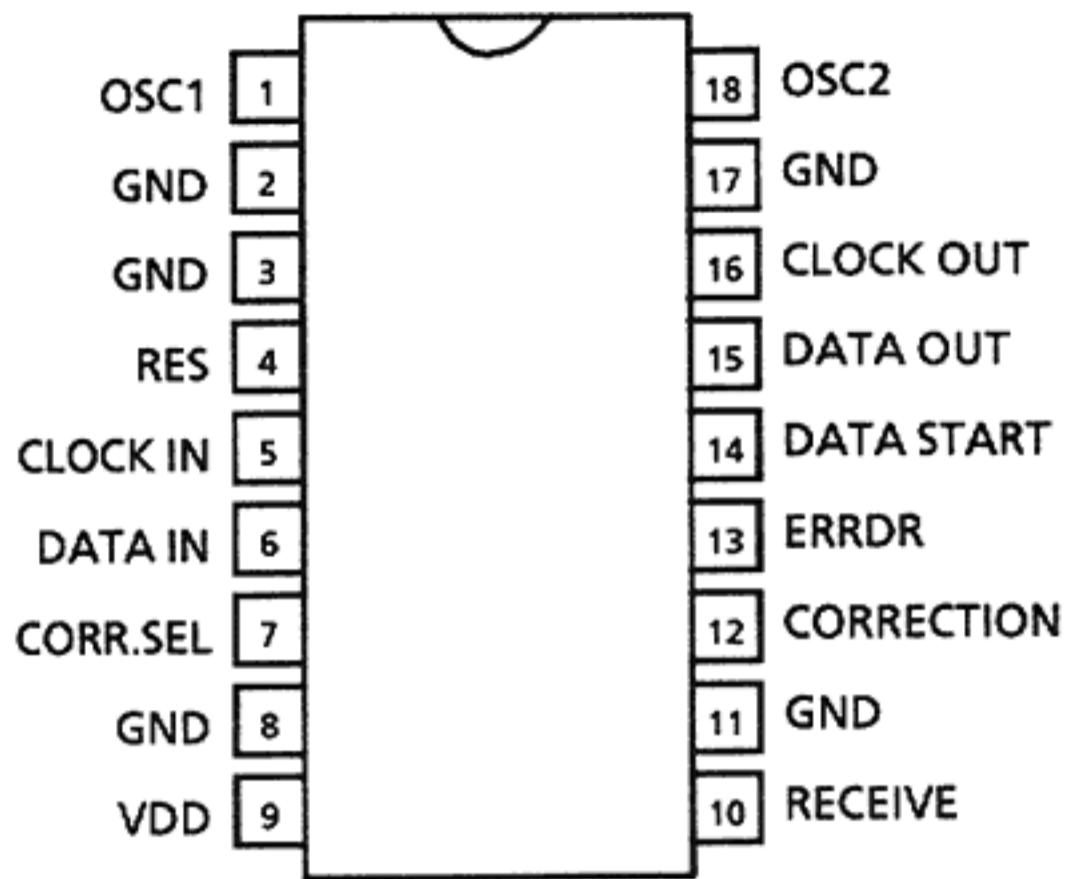 OSC1 1
GND 2
GND 3
RES 4
CLOCK IN 5
DATA IN 6
CORR.SEL 7
GND 8
VDD 9
18 OSC2
17 GND
16 CLOCK OUT
15 DATA OUT
14 DATA START
13 ERRDR
12 CORRECTION
11 GND
10 RECEIVE